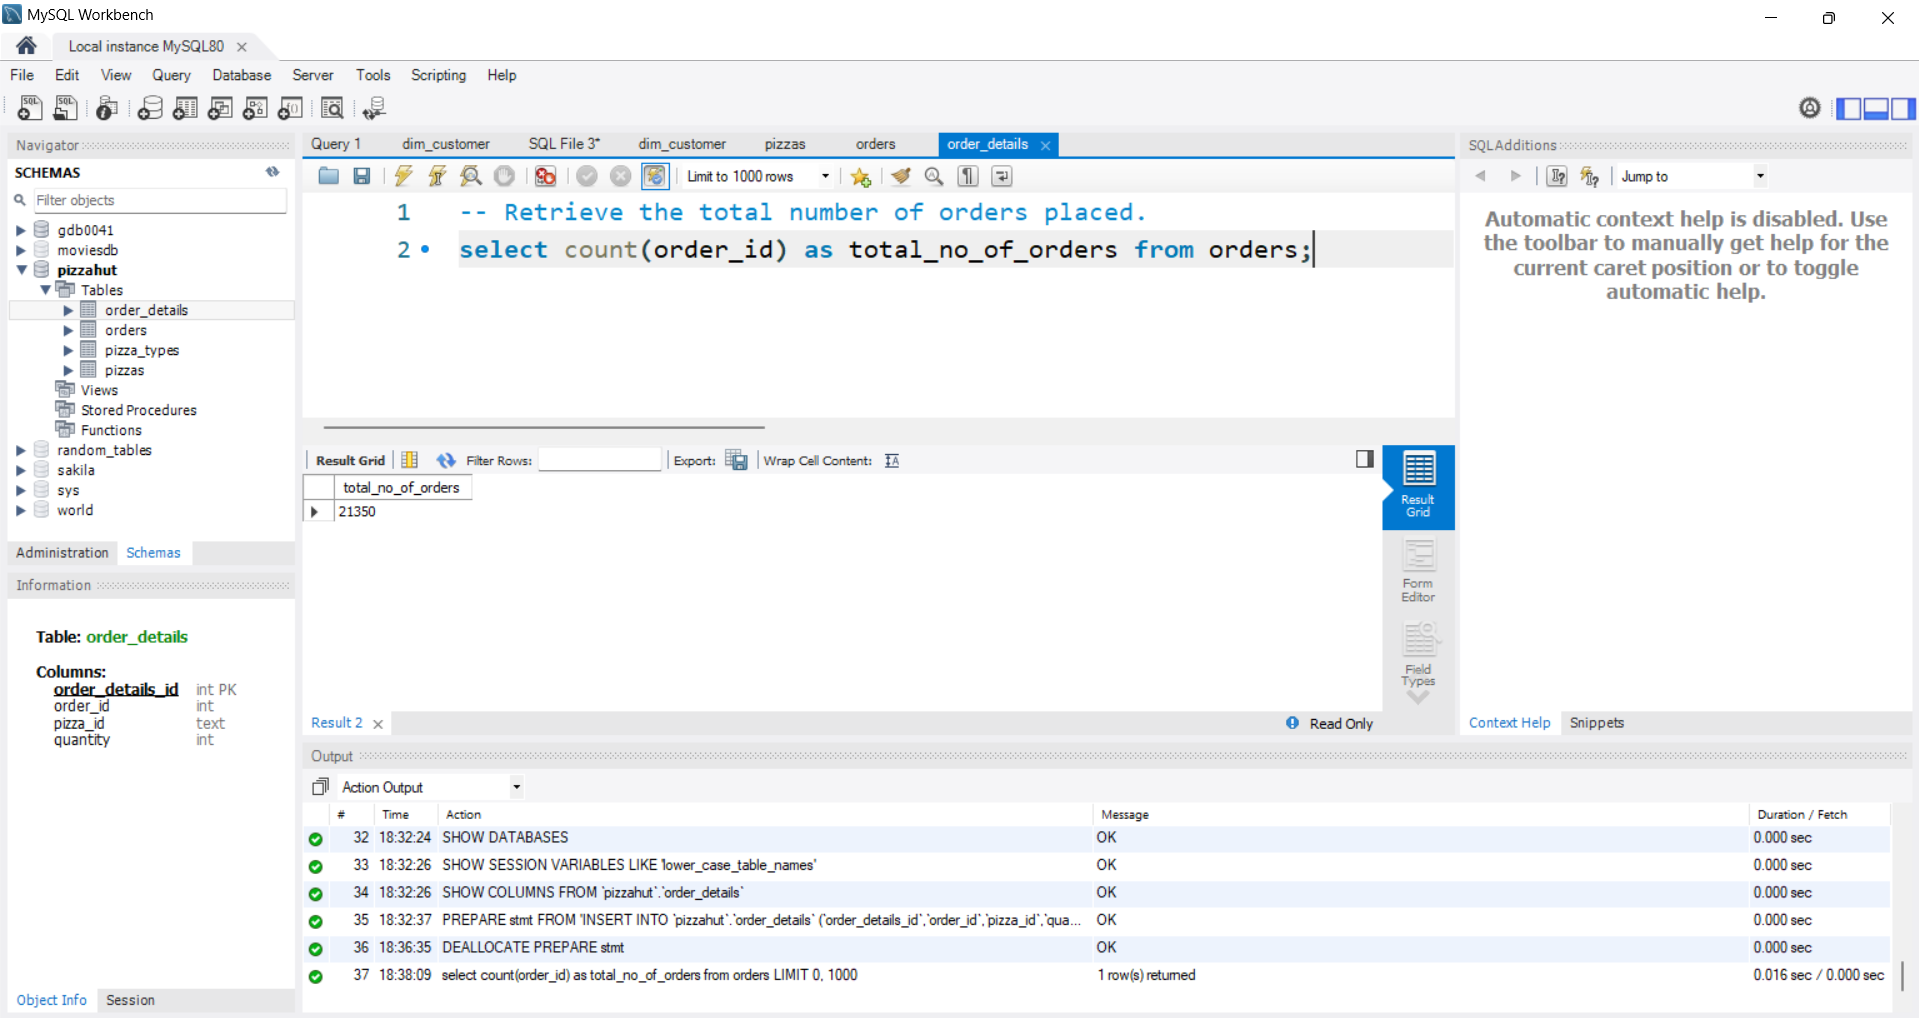 MySQL Workbench
Local instance MySQL80
File Edit View Query Database Server Tools Scripting Help
Navigator
SCHEMAS
Filter objects
gdb0041
moviesdb
pizzahut
Tables
order_details
orders
pizza_types
pizzas
Views
Stored Procedures
Functions
random_tables
sakila
sys
world
Administration Schemas
Information
Table: order_details
Columns:
order_details_id int PK
order_id int
pizza_id text
quantity int
Object Info Session
Query 1 dim_customer SQL File 3* dim_customer pizzas orders order_details
Limit to 1000 rows
1 -- Retrieve the total number of orders placed.
2 select count(order_id) as total_no_of_orders from orders;
Result Grid Filter Rows: Export: Wrap Cell Content:
total_no_of_orders
21350
Result Grid
Form Editor
Field Types
Result 2 Read Only
SQLAdditions
Jump to
Automatic context help is disabled. Use
the toolbar to manually get help for the
current caret position or to toggle
automatic help.
Context Help Snippets
Output
Action Output
# Time Action Message Duration / Fetch
32 18:32:24 SHOW DATABASES OK 0.000 sec
33 18:32:26 SHOW SESSION VARIABLES LIKE 'lower_case_table_names' OK 0.000 sec
34 18:32:26 SHOW COLUMNS FROM `pizzahut`.`order_details` OK 0.000 sec
35 18:32:37 PREPARE stmt FROM 'INSERT INTO `pizzahut`.`order_details` (`order_details_id`,`order_id`,`pizza_id`,`qua... OK 0.000 sec
36 18:36:35 DEALLOCATE PREPARE stmt OK 0.000 sec
37 18:38:09 select count(order_id) as total_no_of_orders from orders LIMIT 0, 1000 1 row(s) returned 0.016 sec / 0.000 sec